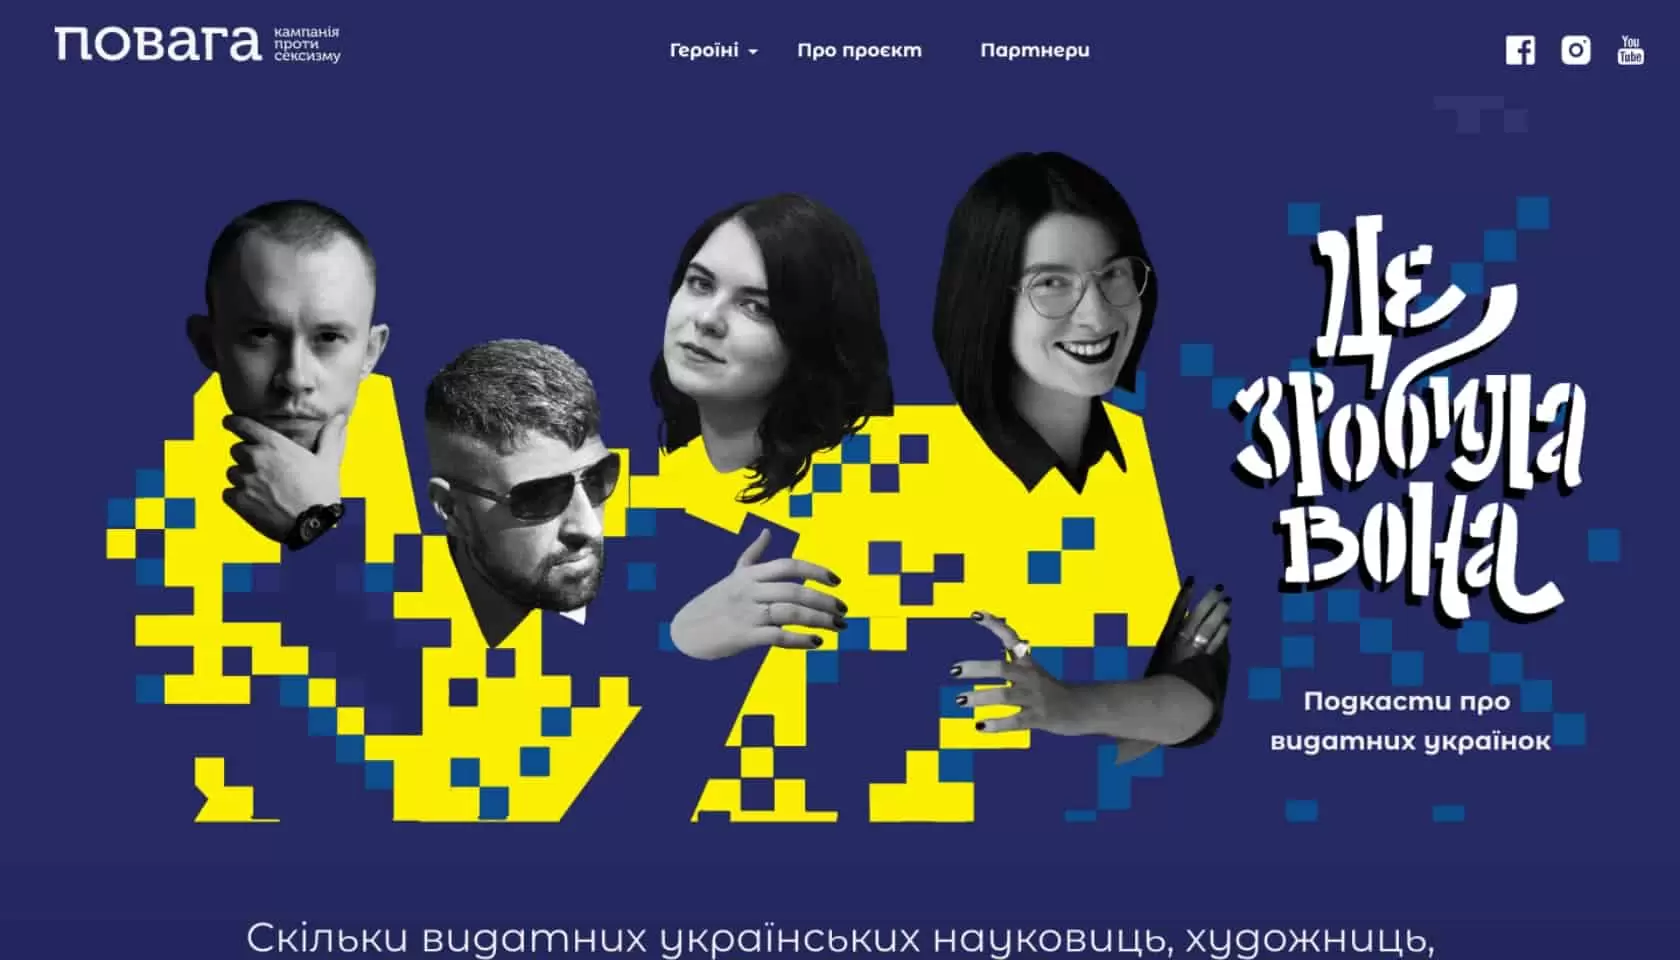 повага
кампанія
проти
сексизму
Героїні
Про проєкт
Партнери
You
Tube
Це
зробила
вона
Подкасти про
видатних українок
Скільки видатних українських науковиць, художниць,